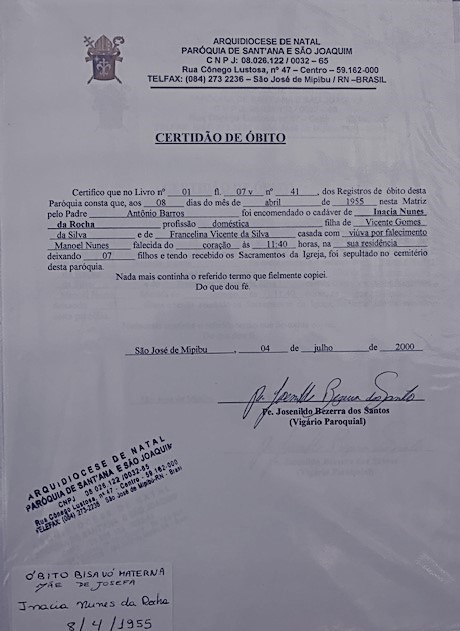 ARQUIDIOCESE DE NATAL
PARÓQUIA DE SANT'ANA E SÃO JOAQUIM
C N P J: 08.026.122 / 0032 – 65
Rua Cônego Lustosa, nº 47 – Centro – 59.162-000
TELFAX: (084) 273 2236 – São José de Mipibu / RN –BRASIL
CERTIDÃO DE ÓBITO
Certifico que no Livro nº 01 fl. 07 v nº 41, dos Registros de óbito desta
Paróquia consta que, aos 08 dias do mês de abril de 1955 nesta Matriz
pelo Padre Antônio Barros foi encomendado o cadáver de Inacia Nunes
da Rocha profissão doméstica filha de Vicente Gomes
da Silva e de Francelina Vicente da Silva casada com viúva por falecimento
Manoel Nunes falecida do coração ás 11:40 horas, na sua residência
deixando 07 filhos e tendo recebido os Sacramentos da Igreja, foi sepultado no cemitério
desta paróquia.
Nada mais continha o referido termo que fielmente copiei.
Do que dou fé.
São José de Mipibu, 04 de julho de 2000
Pe. Josenildo Bezerra dos Santos
Pe. Josenildo Bezerra dos Santos
(Vigário Paroquial)
ARQUIDIOCESE DE NATAL
PARÓQUIA DE SANT'ANA E SÃO JOAQUIM
CNPJ 08.026.122 /0032-65
Rua Cônego Lustosa, nº 47 - Centro - 59.162-000
TELEFAX: (084) 273-2236 São José de Mipibu-RN - Brasil
ÓBITO BISAVÓ MATERNA
MÃE DE JOSEFA
Inacia Nunes da Rocha
8/4/1955